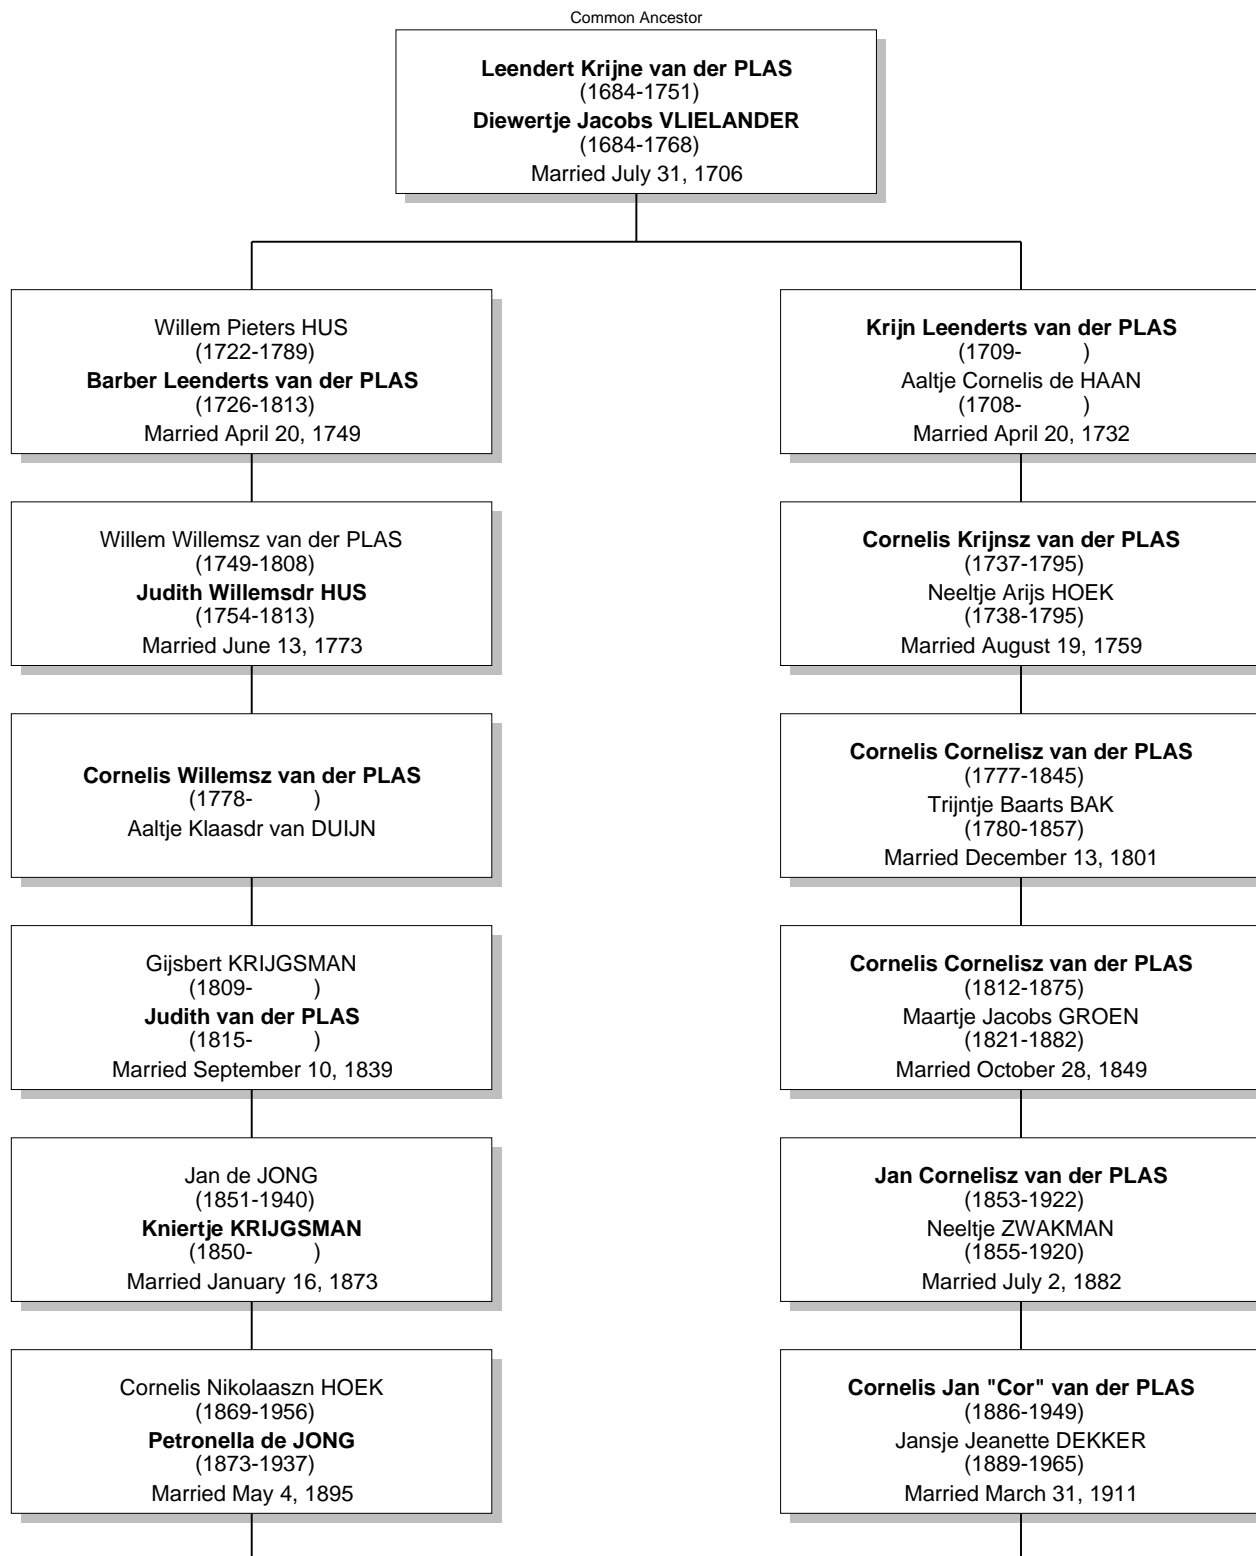 Common Ancestor
Leendert Krijne van der PLAS
(1684-1751)
Diewertje Jacobs VLIELANDER
(1684-1768)
Married July 31, 1706
Willem Pieters HUS
(1722-1789)
Barber Leenderts van der PLAS
(1726-1813)
Married April 20, 1749
Krijn Leenderts van der PLAS
(1709- )
Aaltje Cornelis de HAAN
(1708- )
Married April 20, 1732
Willem Willemsz van der PLAS
(1749-1808)
Judith Willemsdr HUS
(1754-1813)
Married June 13, 1773
Cornelis Krijnsz van der PLAS
(1737-1795)
Neeltje Arijs HOEK
(1738-1795)
Married August 19, 1759
Cornelis Willemsz van der PLAS
(1778- )
Aaltje Klaasdr van DUIJN
Cornelis Cornelisz van der PLAS
(1777-1845)
Trijntje Baarts BAK
(1780-1857)
Married December 13, 1801
Gijsbert KRIJGSMAN
(1809- )
Judith van der PLAS
(1815- )
Married September 10, 1839
Cornelis Cornelisz van der PLAS
(1812-1875)
Maartje Jacobs GROEN
(1821-1882)
Married October 28, 1849
Jan de JONG
(1851-1940)
Kniertje KRIJGSMAN
(1850- )
Married January 16, 1873
Jan Cornelisz van der PLAS
(1853-1922)
Neeltje ZWAKMAN
(1855-1920)
Married July 2, 1882
Cornelis Nikolaaszn HOEK
(1869-1956)
Petronella de JONG
(1873-1937)
Married May 4, 1895
Cornelis Jan "Cor" van der PLAS
(1886-1949)
Jansje Jeanette DEKKER
(1889-1965)
Married March 31, 1911